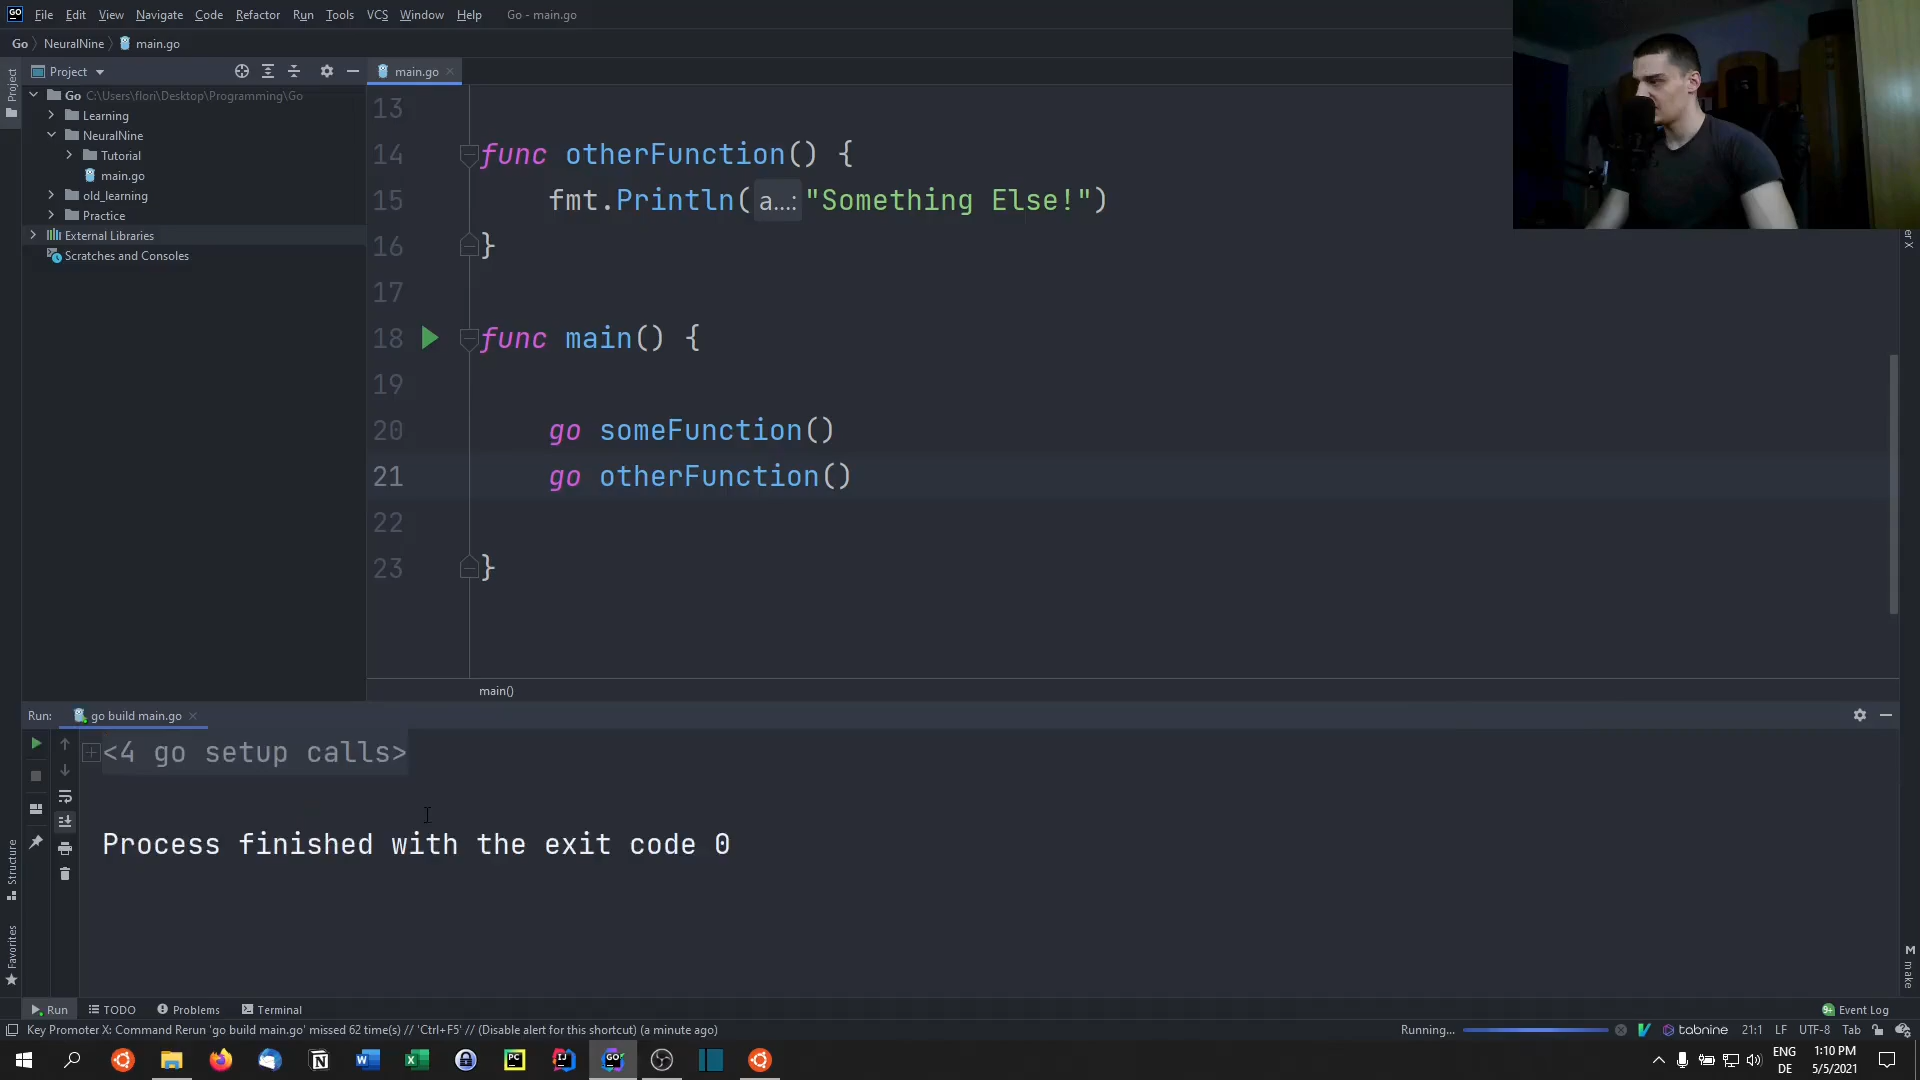 File Edit View Navigate Code Refactor Run Tools VCS Window Help Go - main.go
Go NeuralNine main.go
Project
Project
main.go
Go C:\Users\flori\Desktop\Programming\Go
Learning
NeuralNine
Tutorial
main.go
old_learning
Practice
External Libraries
Scratches and Consoles
13
14 func otherFunction() {
15 fmt.Println( a...: "Something Else!")
16 }
17
18 func main() {
19
20 go someFunction()
21 go otherFunction()
22
23 }
main()
er X
Run: go build main.go
<4 go setup calls>
Process finished with the exit code 0
Structure
Favorites
M
make
Run TODO Problems Terminal Event Log
Key Promoter X: Command Rerun 'go build main.go' missed 62 time(s) // 'Ctrl+F5' // (Disable alert for this shortcut) (a minute ago) Running... tabnine 21:1 LF UTF-8 Tab
ENG 1:10 PM
DE 5/5/2021